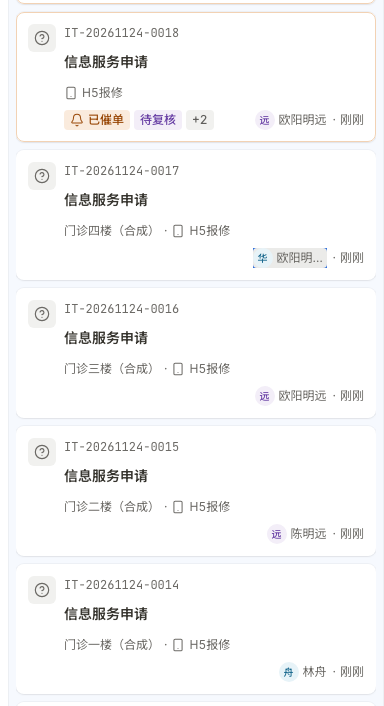 IT-20261124-0018
信息服务申请
H5报修
已催单 待复核 +2 远 欧阳明远 · 刚刚
IT-20261124-0017
信息服务申请
门诊四楼（合成） · H5报修
华 欧阳明... · 刚刚
IT-20261124-0016
信息服务申请
门诊三楼（合成） · H5报修
远 欧阳明远 · 刚刚
IT-20261124-0015
信息服务申请
门诊二楼（合成） · H5报修
远 陈明远 · 刚刚
IT-20261124-0014
信息服务申请
门诊一楼（合成） · H5报修
舟 林舟 · 刚刚